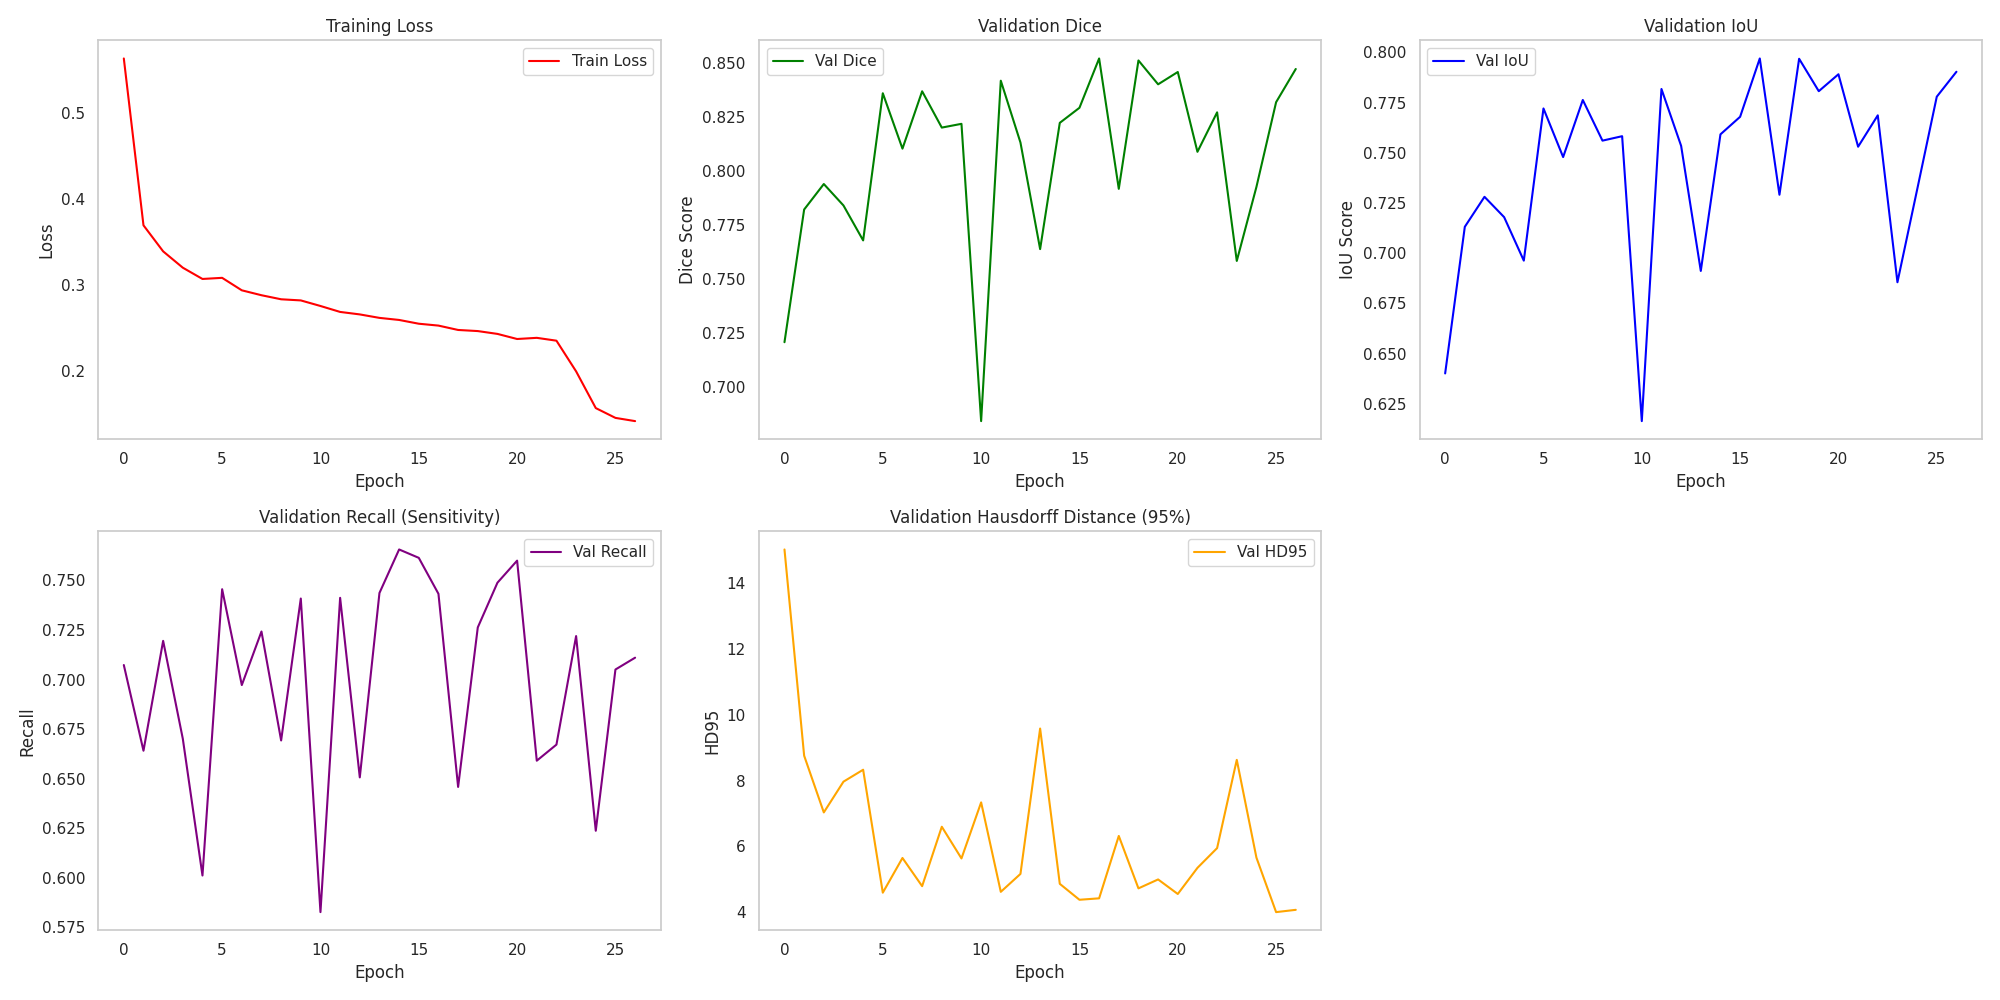 Training Loss
Train Loss
Loss
0.5
0.4
0.3
0.2
0 5 10 15 20 25
Epoch
Validation Dice
Val Dice
Dice Score
0.850
0.825
0.800
0.775
0.750
0.725
0.700
0 5 10 15 20 25
Epoch
Validation IoU
Val IoU
IoU Score
0.800
0.775
0.750
0.725
0.700
0.675
0.650
0.625
0 5 10 15 20 25
Epoch
Validation Recall (Sensitivity)
Val Recall
Recall
0.750
0.725
0.700
0.675
0.650
0.625
0.600
0.575
0 5 10 15 20 25
Epoch
Validation Hausdorff Distance (95%)
Val HD95
HD95
14
12
10
8
6
4
0 5 10 15 20 25
Epoch